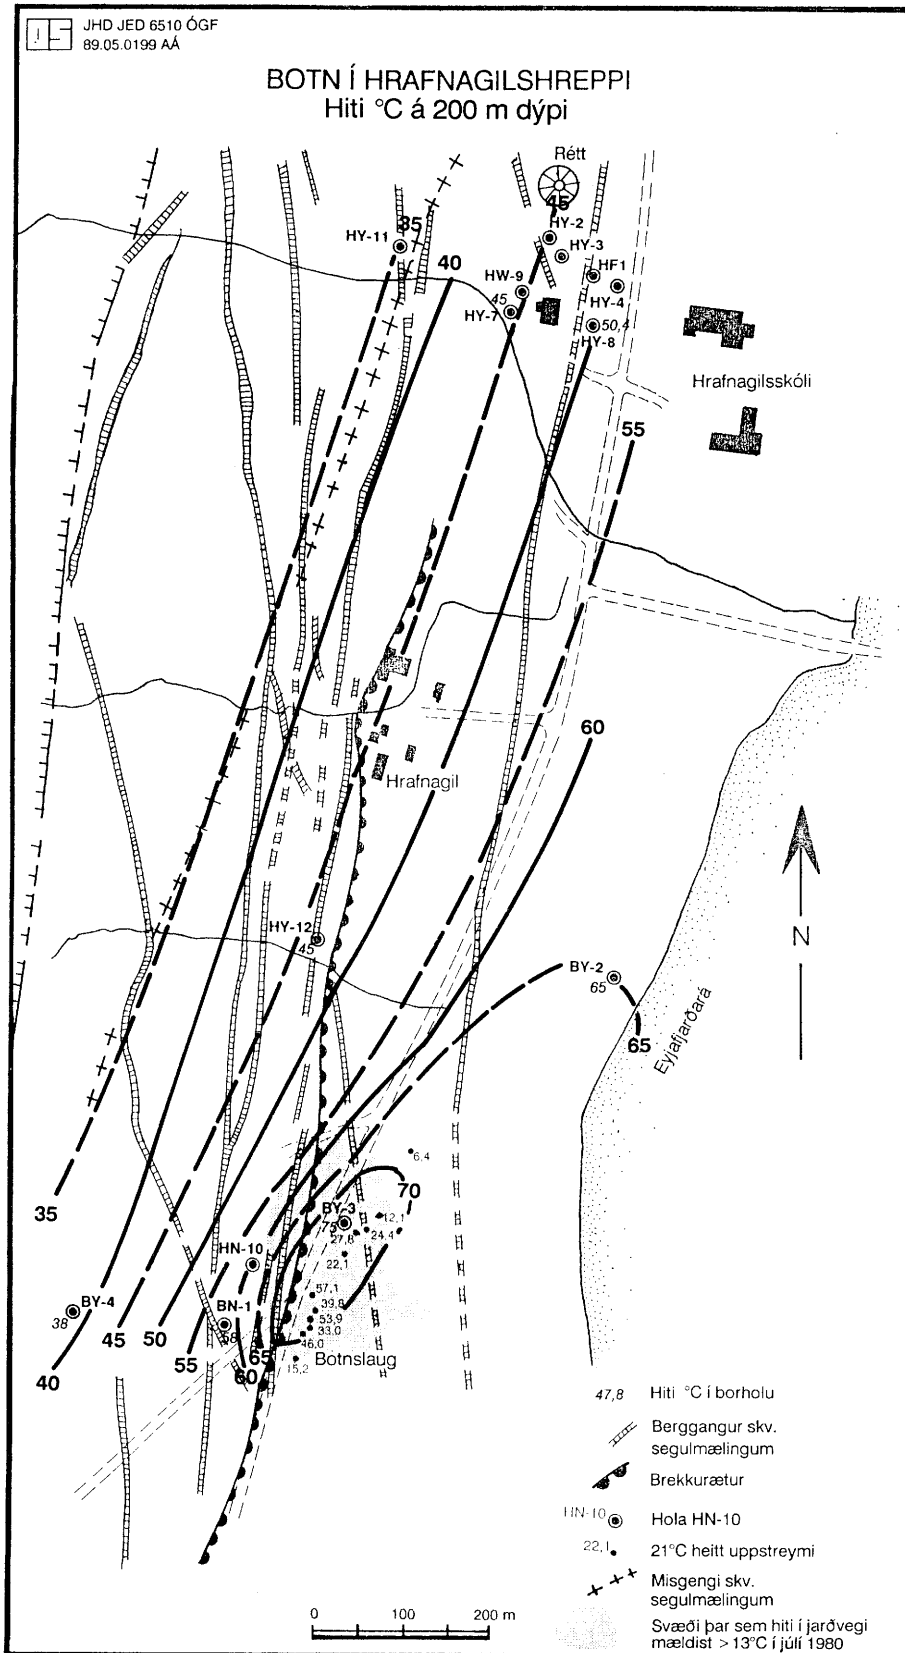 JHD JED 6510 ÓGF
89.05.0199 AÁ
BOTN Í HRAFNAGILSHREPPI
Hiti °C á 200 m dýpi
Rétt
45
35
HY-11
HY-2
HY-3
40
HW-9
HF1
45
HY-4
HY-7
50,4
HY-8
Hrafnagilsskóli
55
60
Hrafnagil
N
HY-12
45
BY-2
65
65
Eyjafjarðará
6,4
70
BY-3
75
12,1
27,8
24,4
22,1
35
HN-10
57,1
39,8
BY-4
38
BN-1
58
53,9
33,0
46,0
45
50
55
65
60
15,2
Botnslaug
40
47,8 Hiti °C í borholu
Berggangur skv.
segulmælingum
Brekkurætur
HN-10 Hola HN-10
22,1 21°C heitt uppstreymi
Misgengi skv.
segulmælingum
Svæði þar sem hiti í jarðvegi
mældist >13°C í júlí 1980
0 100 200 m